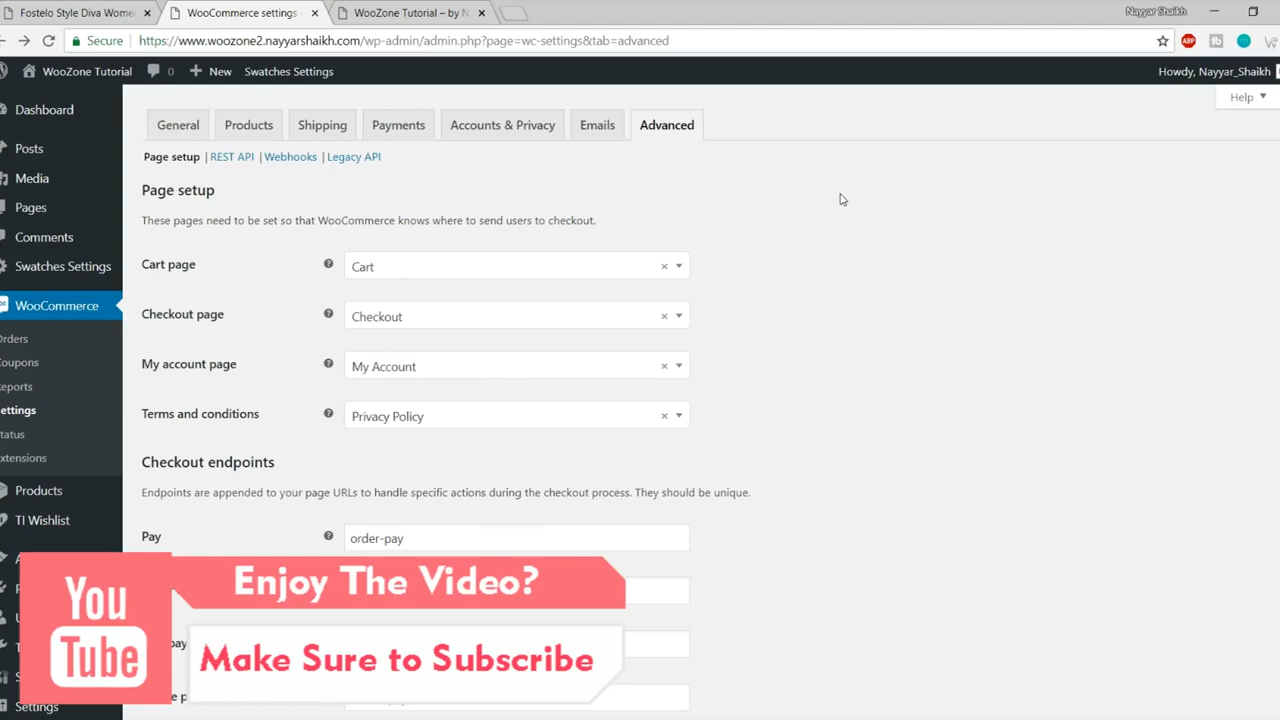 Fostelo Style Diva Wome
WooCommerce settings
WooZone Tutorial – by N
Nayyar Shaikh
Secure
https://www.woozone2.nayyarshaikh.com/wp-admin/admin.php?page=wc-settings&tab=advanced
ABP
WooZone Tutorial
0
New
Swatches Settings
Howdy, Nayyar_Shaikh
Help
Dashboard
Posts
Media
Pages
Comments
Swatches Settings
WooCommerce
Orders
Coupons
Reports
Settings
Status
Extensions
Products
TI Wishlist
Settings
General
Products
Shipping
Payments
Accounts & Privacy
Emails
Advanced
Page setup | REST API | Webhooks | Legacy API
Page setup
These pages need to be set so that WooCommerce knows where to send users to checkout.
Cart page
Cart
Checkout page
Checkout
My account page
My Account
Terms and conditions
Privacy Policy
Checkout endpoints
Endpoints are appended to your page URLs to handle specific actions during the checkout process. They should be unique.
Pay
order-pay
You
Tube
Enjoy The Video?
Make Sure to Subscribe